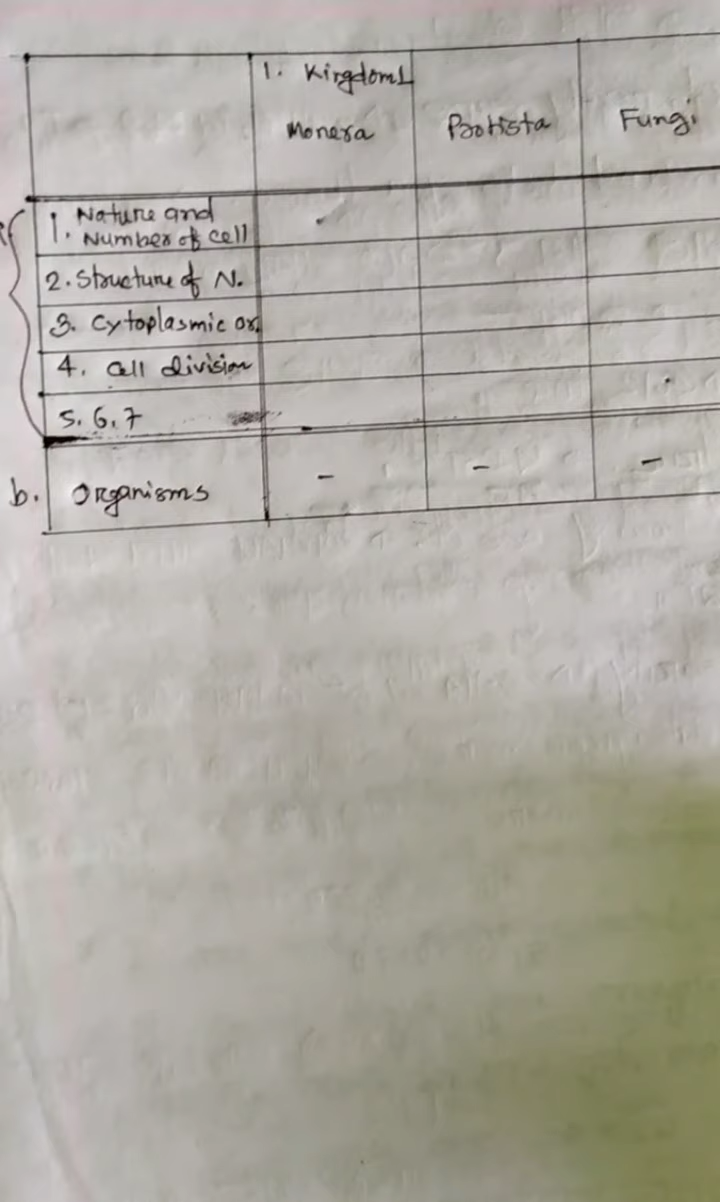 1. Kingdom1
Monera
Protista
Fungi
1. Nature and
Number of cell
2. Structure of N.
3. Cytoplasmic or.
4. Cell division
5. 6. 7
b. Organisms - - -